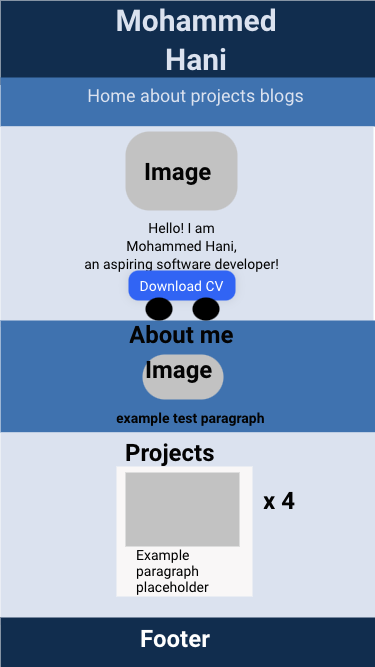 Mohammed
Hani
Home about projects blogs
Image
Hello! I am
Mohammed Hani,
an aspiring software developer!
Download CV
About me
Image
example test paragraph
Projects
x 4
Example
paragraph
placeholder
Footer